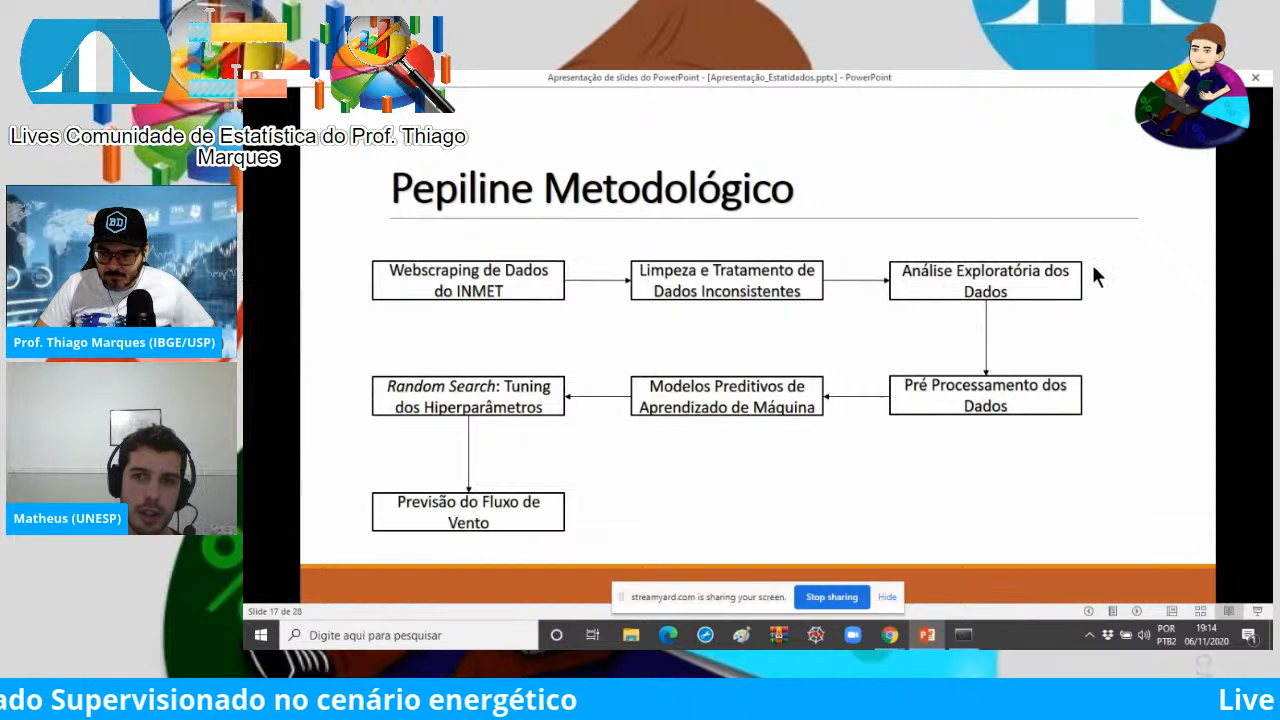 Lives Comunidade de Estatística do Prof. Thiago
Marques
Apresentação de slides do PowerPoint - [Apresentação_Estatidados.pptx] - PowerPoint
Pepiline Metodológico
Webscraping de Dados
do INMET
Limpeza e Tratamento de
Dados Inconsistentes
Análise Exploratória dos
Dados
Pré Processamento dos
Dados
Modelos Preditivos de
Aprendizado de Máquina
Random Search: Tuning
dos Hiperparâmetros
Previsão do Fluxo de
Vento
BD
Prof. Thiago Marques (IBGE/USP)
Matheus (UNESP)
streamyard.com is sharing your screen.
Stop sharing
Hide
Slide 17 de 28
Digite aqui para pesquisar
POR
PTB2
19:14
06/11/2020
ado Supervisionado no cenário energético
Live